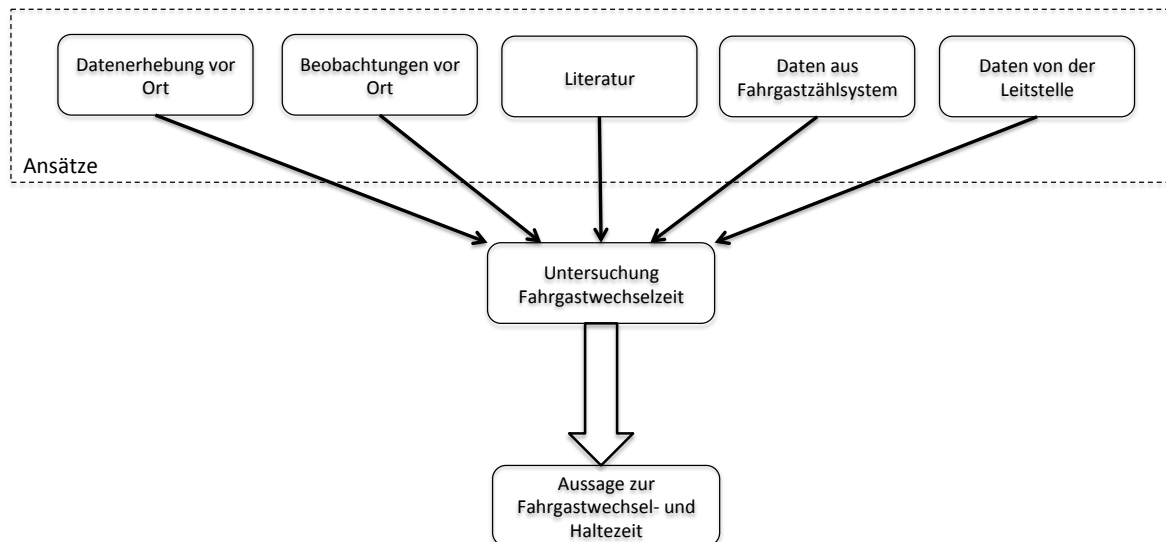 Datenerhebung vor
Ort
Beobachtungen vor
Ort
Literatur
Daten aus
Fahrgastzählsystem
Daten von der
Leitstelle
Ansätze
Untersuchung
Fahrgastwechselzeit
Aussage zur
Fahrgastwechsel- und
Haltezeit